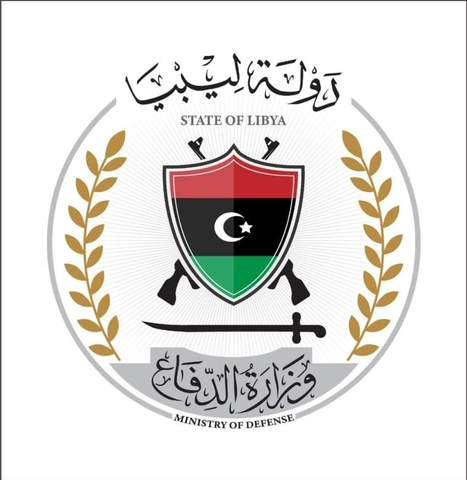 دولة ليبيا
STATE OF LIBYA
وزارة الدفاع
MINISTRY OF DEFENSE